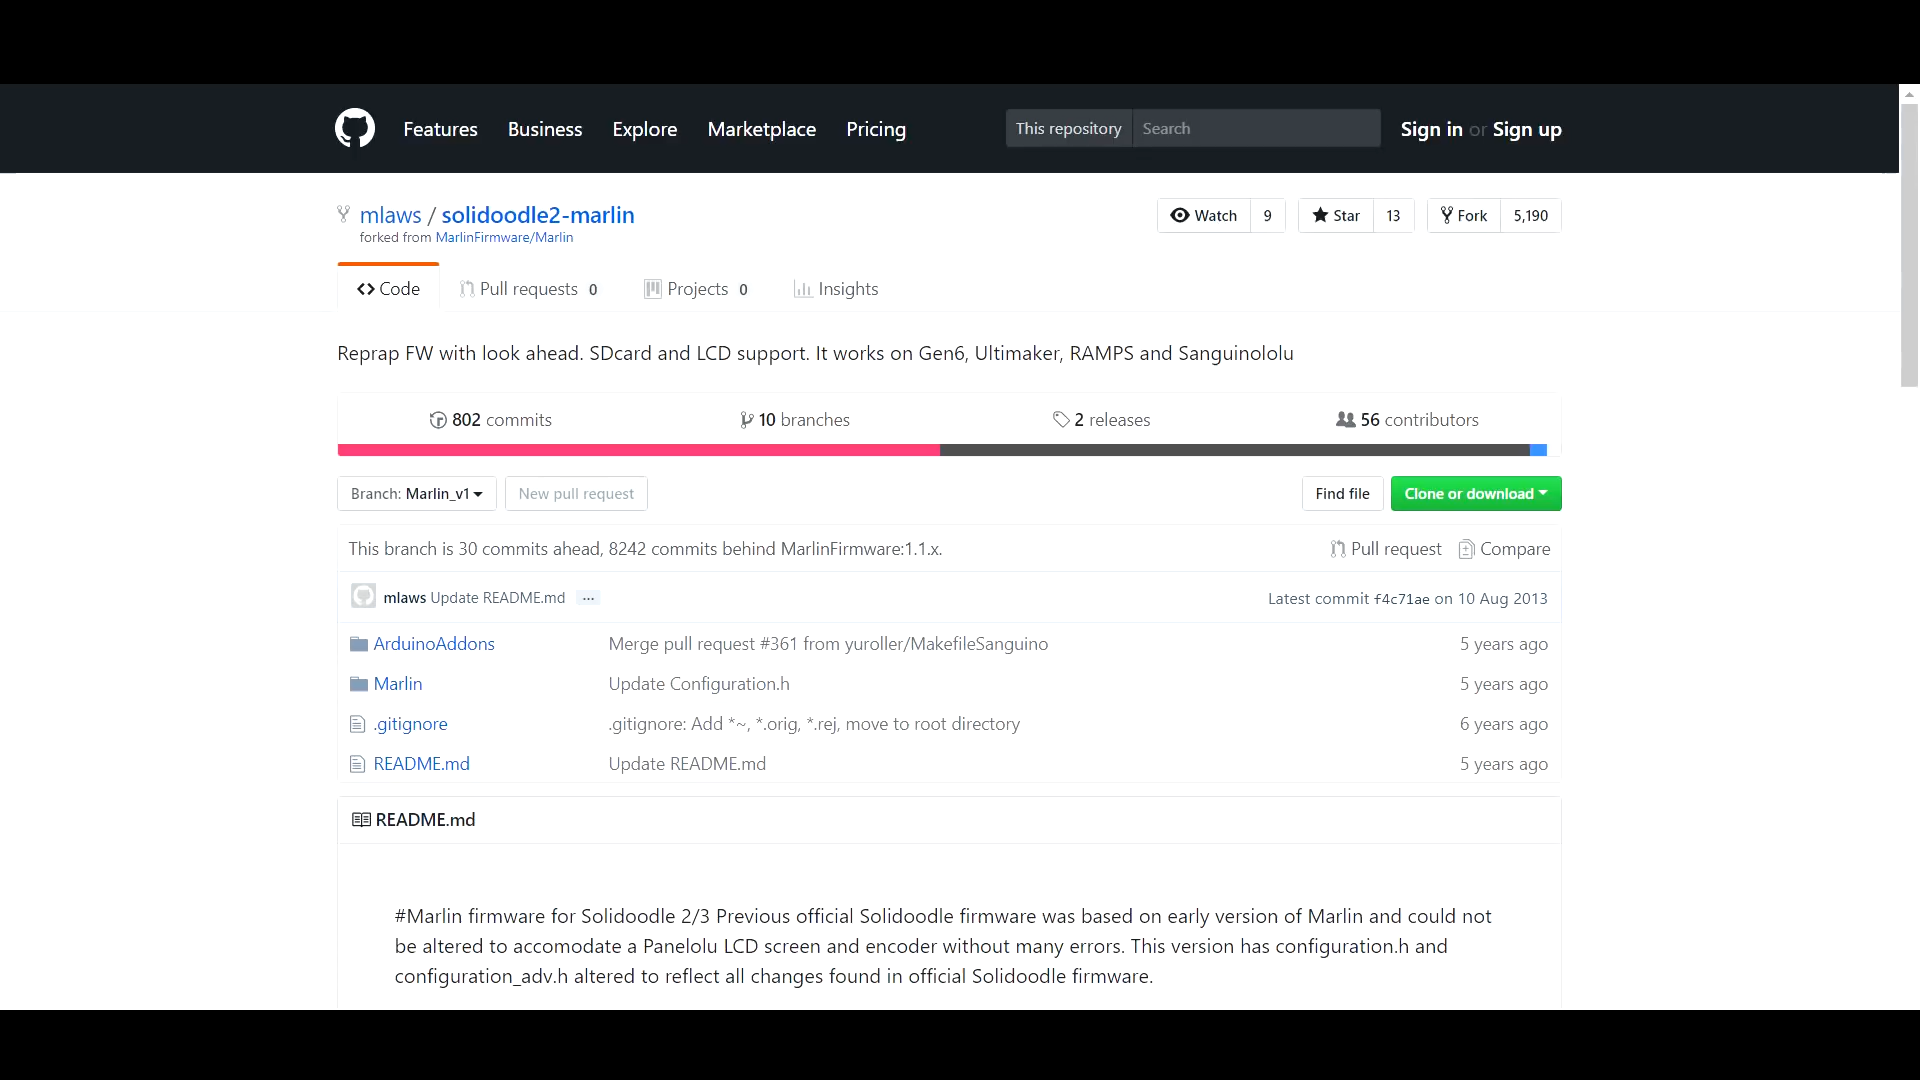 Features Business Explore Marketplace Pricing This repository Search Sign in or Sign up
mlaws / solidoodle2-marlin Watch 9 Star 13 Fork 5,190
forked from MarlinFirmware/Marlin
Code Pull requests 0 Projects 0 Insights
Reprap FW with look ahead. SDcard and LCD support. It works on Gen6, Ultimaker, RAMPS and Sanguinololu
802 commits 10 branches 2 releases 56 contributors
Branch: Marlin_v1 New pull request Find file Clone or download
This branch is 30 commits ahead, 8242 commits behind MarlinFirmware:1.1.x. Pull request Compare
mlaws Update README.md ... Latest commit f4c71ae on 10 Aug 2013
ArduinoAddons Merge pull request #361 from yuroller/MakefileSanguino 5 years ago
Marlin Update Configuration.h 5 years ago
.gitignore .gitignore: Add *~, *.orig, *.rej, move to root directory 6 years ago
README.md Update README.md 5 years ago
README.md
#Marlin firmware for Solidoodle 2/3 Previous official Solidoodle firmware was based on early version of Marlin and could not
be altered to accomodate a Panelolu LCD screen and encoder without many errors. This version has configuration.h and
configuration_adv.h altered to reflect all changes found in official Solidoodle firmware.